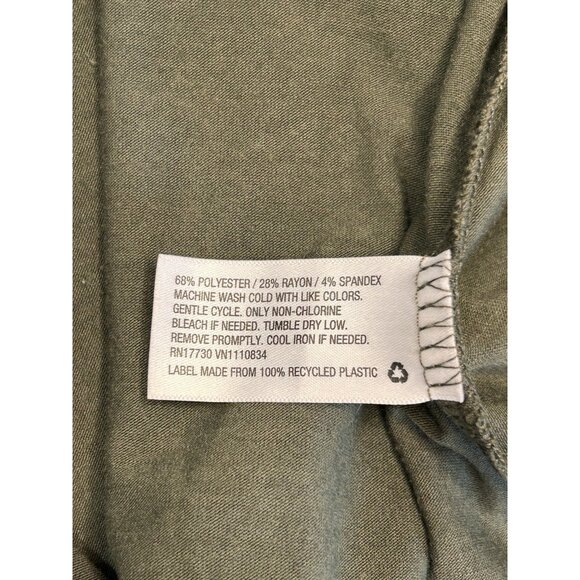 68% POLYESTER / 28% RAYON / 4% SPANDEX
MACHINE WASH COLD WITH LIKE COLORS.
GENTLE CYCLE. ONLY NON-CHLORINE
BLEACH IF NEEDED. TUMBLE DRY LOW.
REMOVE PROMPTLY. COOL IRON IF NEEDED.
RN17730 VN1110834
LABEL MADE FROM 100% RECYCLED PLASTIC